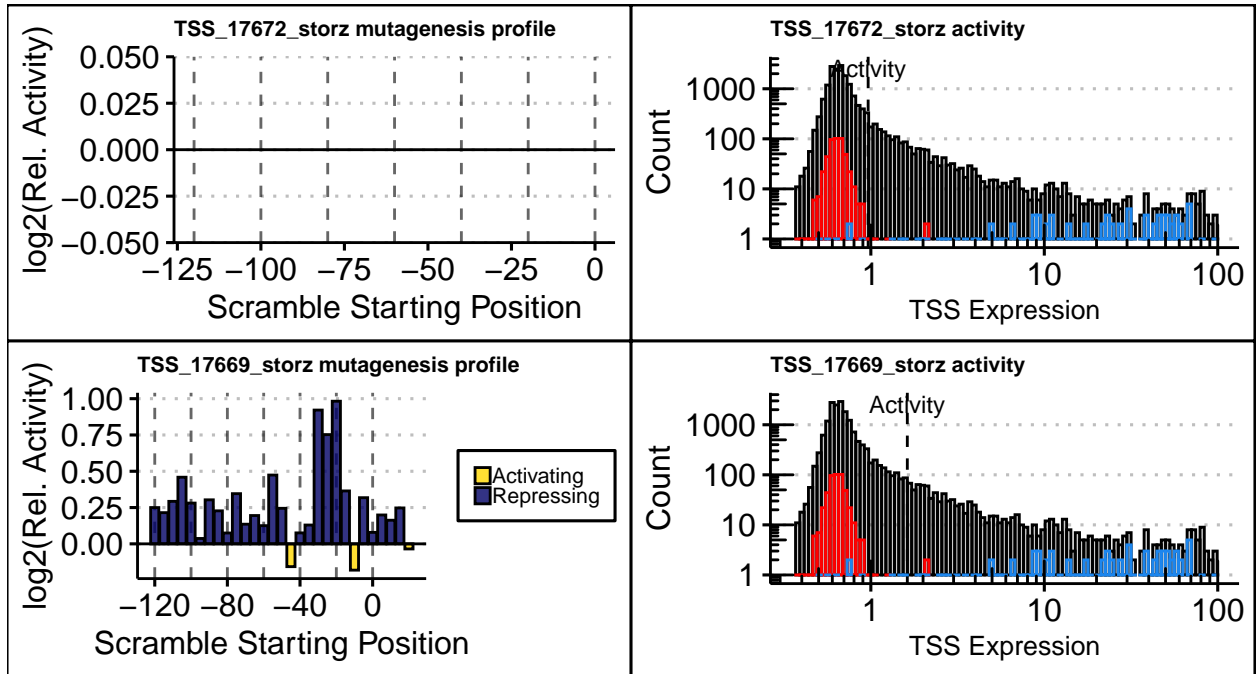 TSS_17672_storz mutagenesis profile
log2(Rel. Activity)
0.050
0.025
0.000
−0.025
−0.050
−125 −100 −75 −50 −25 0
Scramble Starting Position
TSS_17672_storz activity
Activity
Count
1000
100
10
1
1 10 100
TSS Expression
TSS_17669_storz mutagenesis profile
log2(Rel. Activity)
1.00
0.75
0.50
0.25
0.00
−120 −80 −40 0
Scramble Starting Position
Activating
Repressing
TSS_17669_storz activity
Activity
Count
1000
100
10
1
1 10 100
TSS Expression